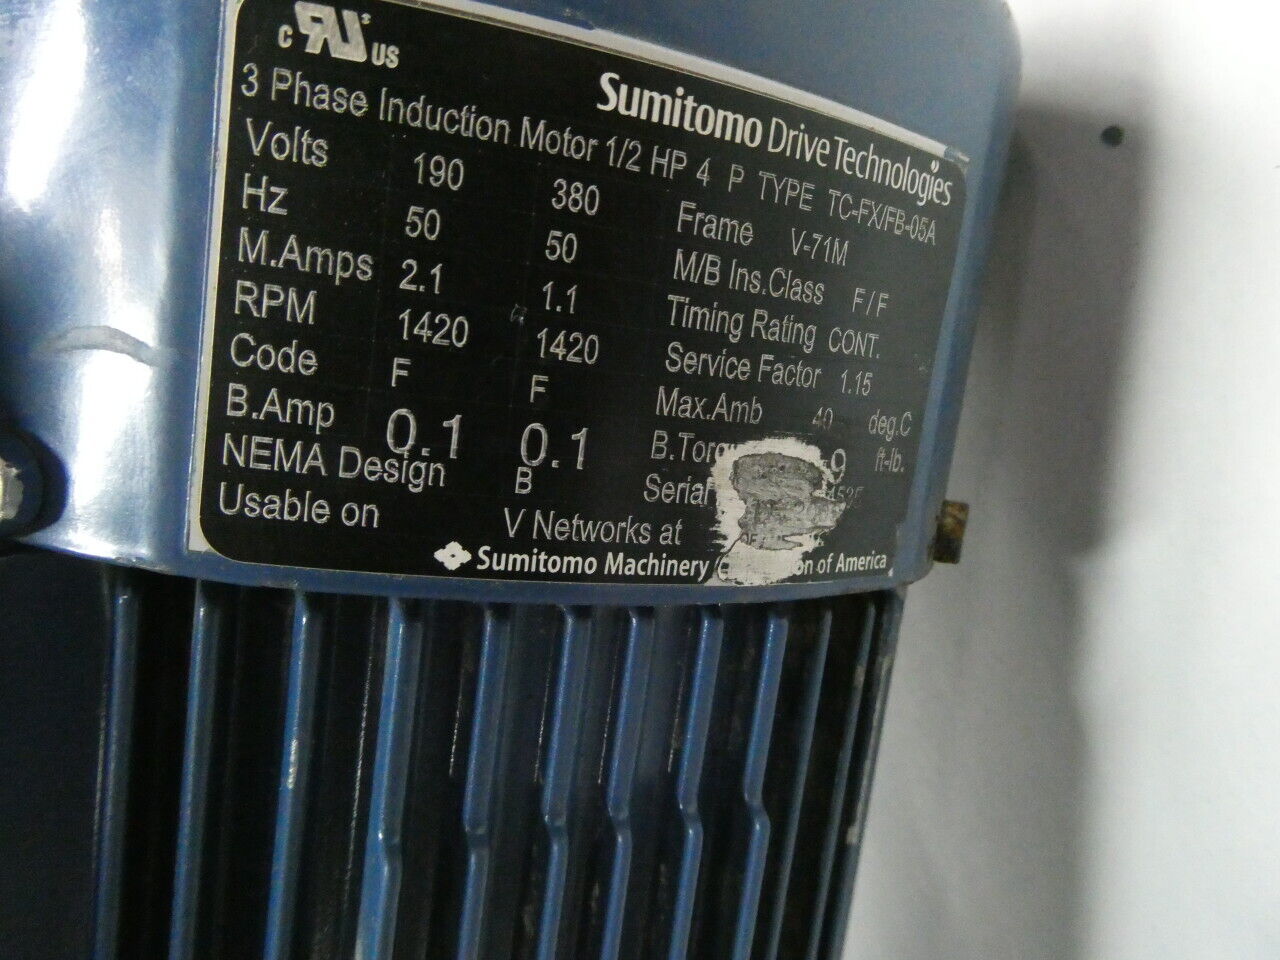 c RU US
Sumitomo Drive Technologies
3 Phase Induction Motor 1/2 HP 4 P TYPE TC-FX/FB-05A
Volts 190 380 Frame V-71M
Hz 50 50 M/B Ins.Class F/F
M.Amps 2.1 1.1 Timing Rating CONT.
RPM 1420 1420 Service Factor 1.15
Code F F Max.Amb 40 deg.C
B.Amp 0.1 0.1 ft-lb.
NEMA Design B Serial
Usable on V Networks at
Sumitomo Machinery of America